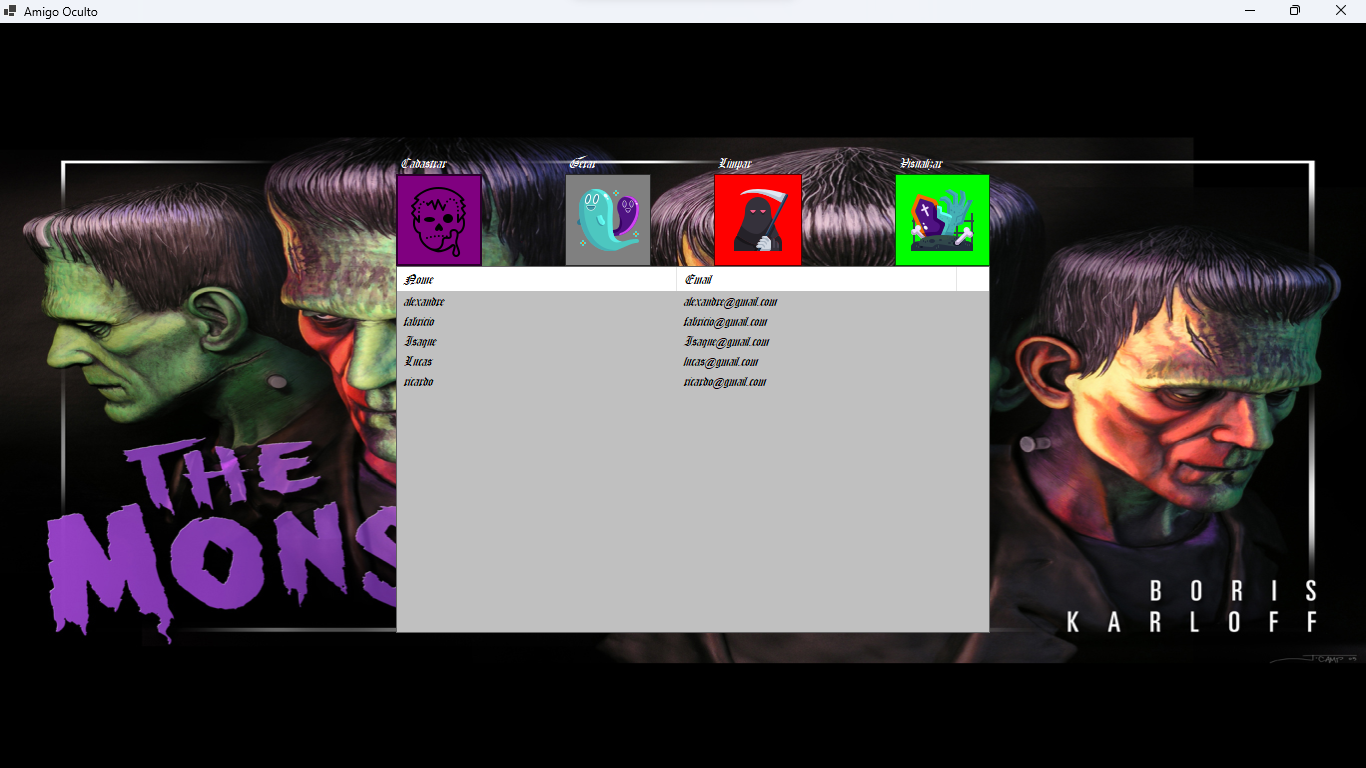 Amigo Oculto
Cadastrar Gerar Limpar Visualizar
Nome Email
alexandre alexandre@gmail.com
fabricio fabricio@gmail.com
Isaque Isaque@gmail.com
Lucas lucas@gmail.com
ricardo ricardo@gmail.com
THE
MONS
BORIS
KARLOFF